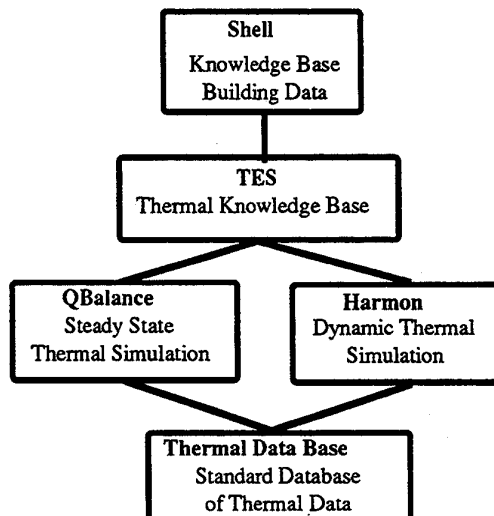 Shell
Knowledge Base
Building Data
TES
Thermal Knowledge Base
QBalance
Steady State
Thermal Simulation
Harmon
Dynamic Thermal
Simulation
Thermal Data Base
Standard Database
of Thermal Data